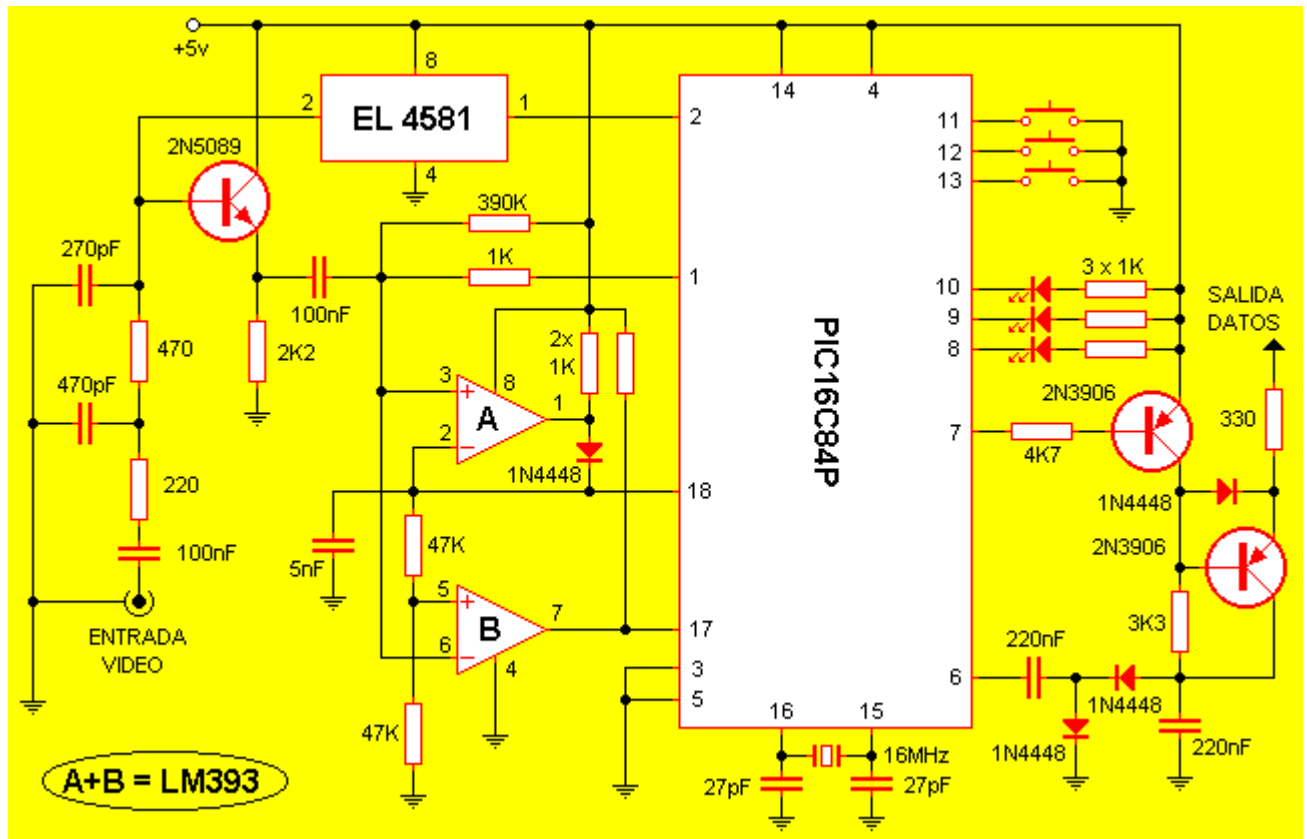 +5v
8
2
EL 4581
1
4
2N5089
270pF
470
470pF
220
100nF
ENTRADA
VIDEO
100nF
2K2
390K
1K
2x
1K
3
8
A
1
2
1N4448
5nF
47K
5
B
7
6
4
47K
A+B = LM393
14
4
2
1
18
17
3
5
16
15
PIC16C84P
11
12
13
10
9
8
7
6
3 x 1K
SALIDA
DATOS
2N3906
330
4K7
1N4448
2N3906
3K3
220nF
1N4448
1N4448
220nF
16MHz
27pF
27pF